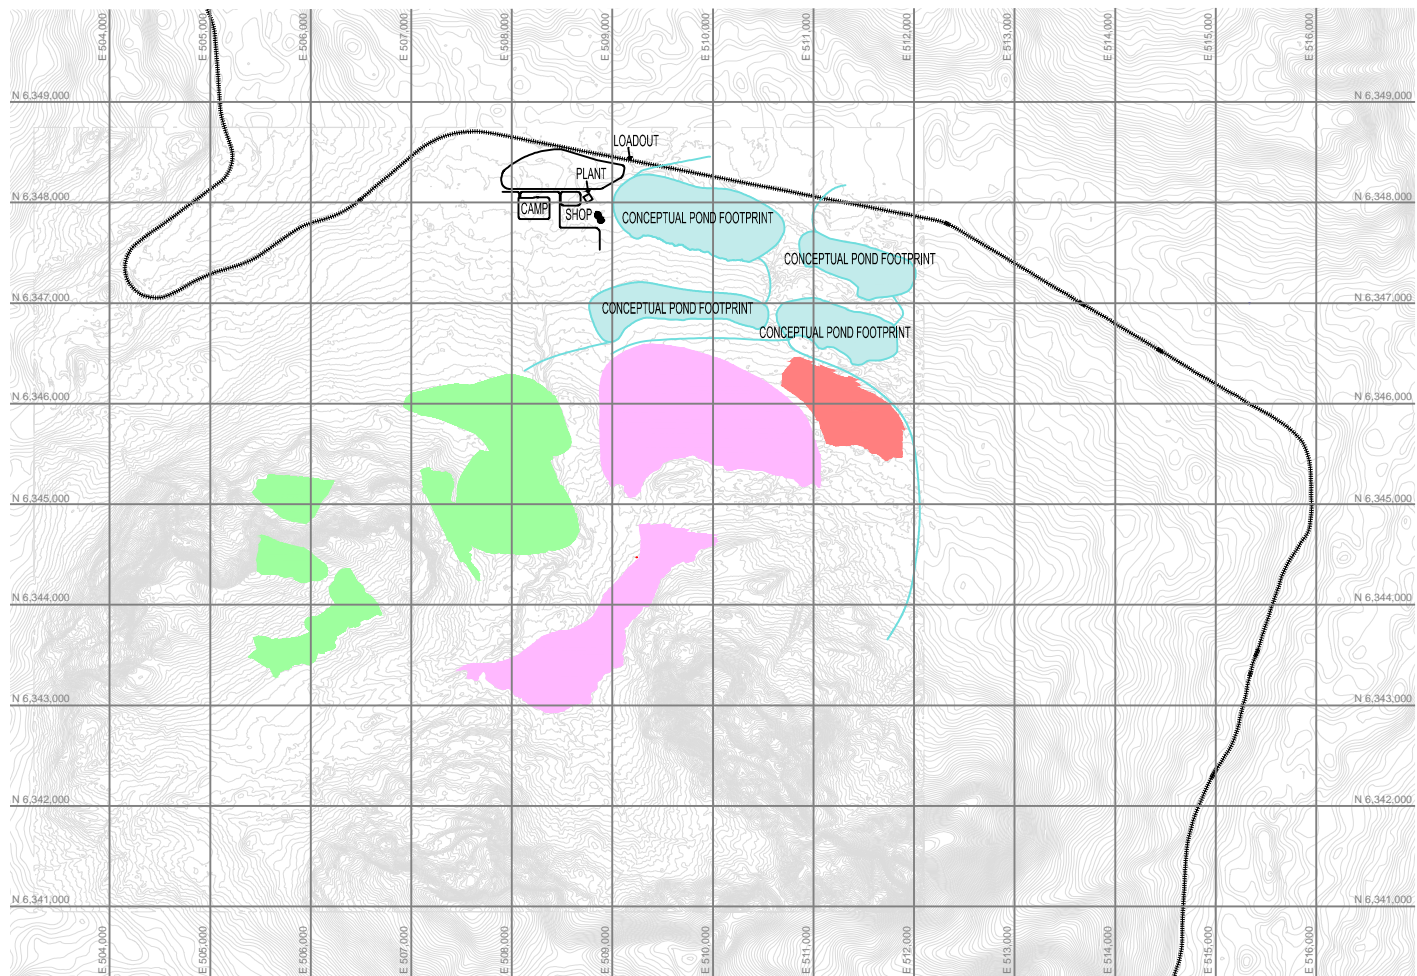 E 504,000
E 505,000
E 506,000
E 507,000
E 508,000
E 509,000
E 510,000
E 511,000
E 512,000
E 513,000
E 514,000
E 515,000
E 516,000
N 6,349,000
N 6,349,000
LOADOUT
PLANT
N 6,348,000
N 6,348,000
CAMP
SHOP
CONCEPTUAL POND FOOTPRINT
CONCEPTUAL POND FOOTPRINT
N 6,347,000
N 6,347,000
CONCEPTUAL POND FOOTPRINT
CONCEPTUAL POND FOOTPRINT
N 6,346,000
N 6,346,000
N 6,345,000
N 6,345,000
N 6,344,000
N 6,344,000
N 6,343,000
N 6,343,000
N 6,342,000
N 6,342,000
N 6,341,000
N 6,341,000
E 504,000
E 505,000
E 506,000
E 507,000
E 508,000
E 509,000
E 510,000
E 511,000
E 512,000
E 513,000
E 514,000
E 515,000
E 516,000